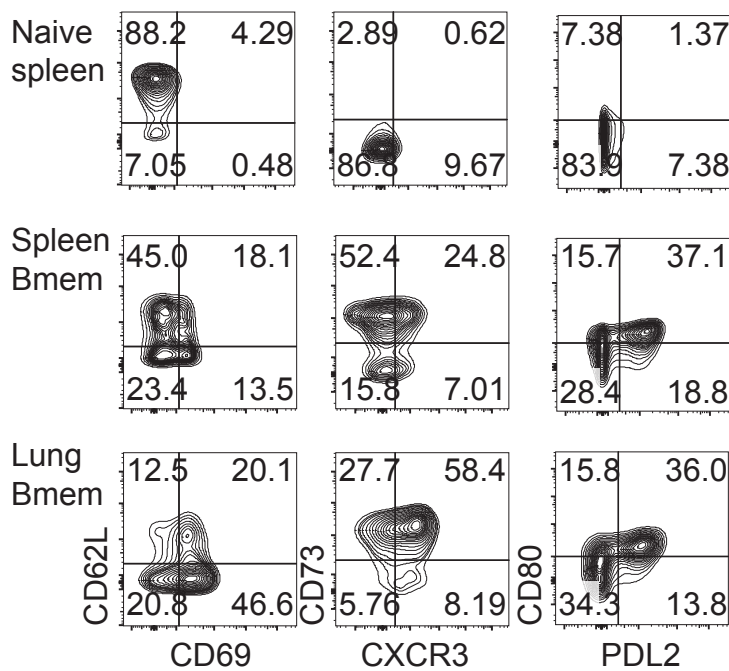 Naive
spleen
88.2 4.29
7.05 0.48
2.89 0.62
86.8 9.67
7.38 1.37
83.9 7.38
Spleen
Bmem
45.0 18.1
23.4 13.5
52.4 24.8
15.8 7.01
15.7 37.1
28.4 18.8
Lung
Bmem
12.5 20.1
20.8 46.6
27.7 58.4
5.76 8.19
15.8 36.0
34.3 13.8
CD62L
CD69
CD73
CXCR3
CD80
PDL2